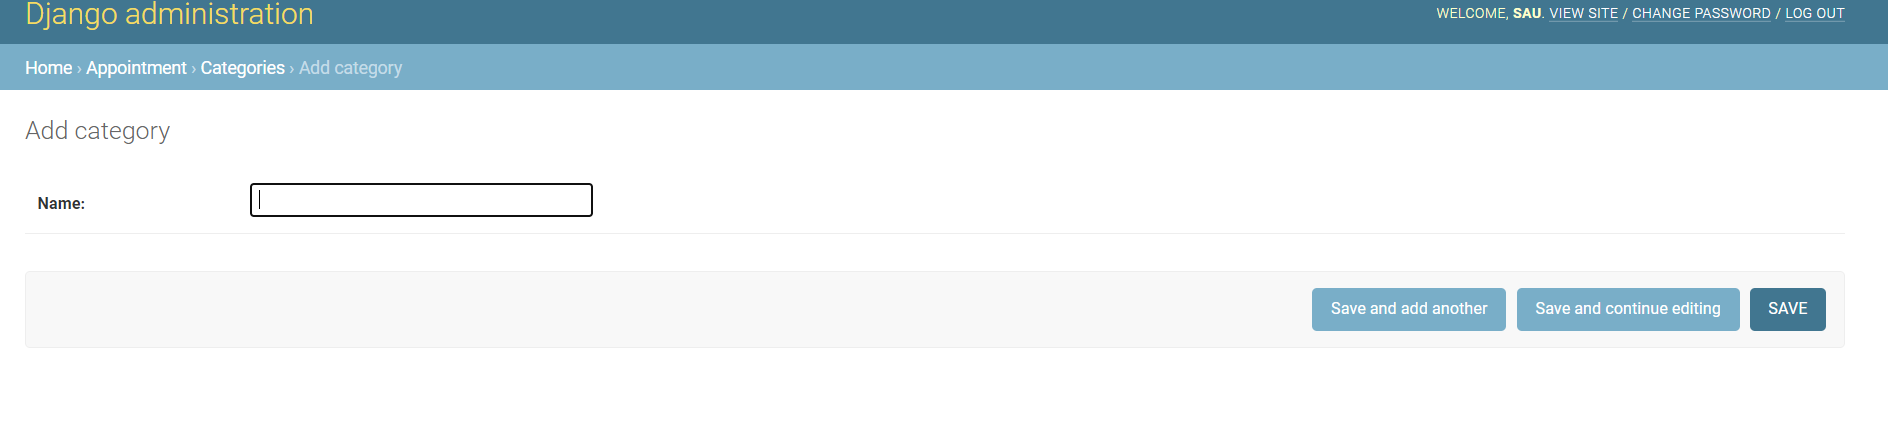 Django administration
WELCOME, SAU. VIEW SITE / CHANGE PASSWORD / LOG OUT
Home › Appointment › Categories › Add category
Add category
Name:
Save and add another
Save and continue editing
SAVE